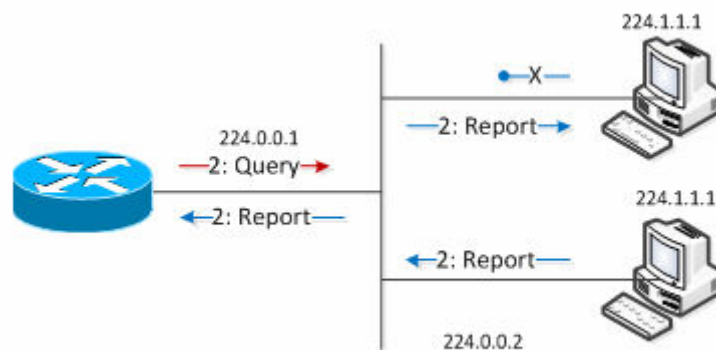 224.1.1.1
X
2: Report
224.0.0.1
2: Query
2: Report
224.1.1.1
2: Report
224.0.0.2